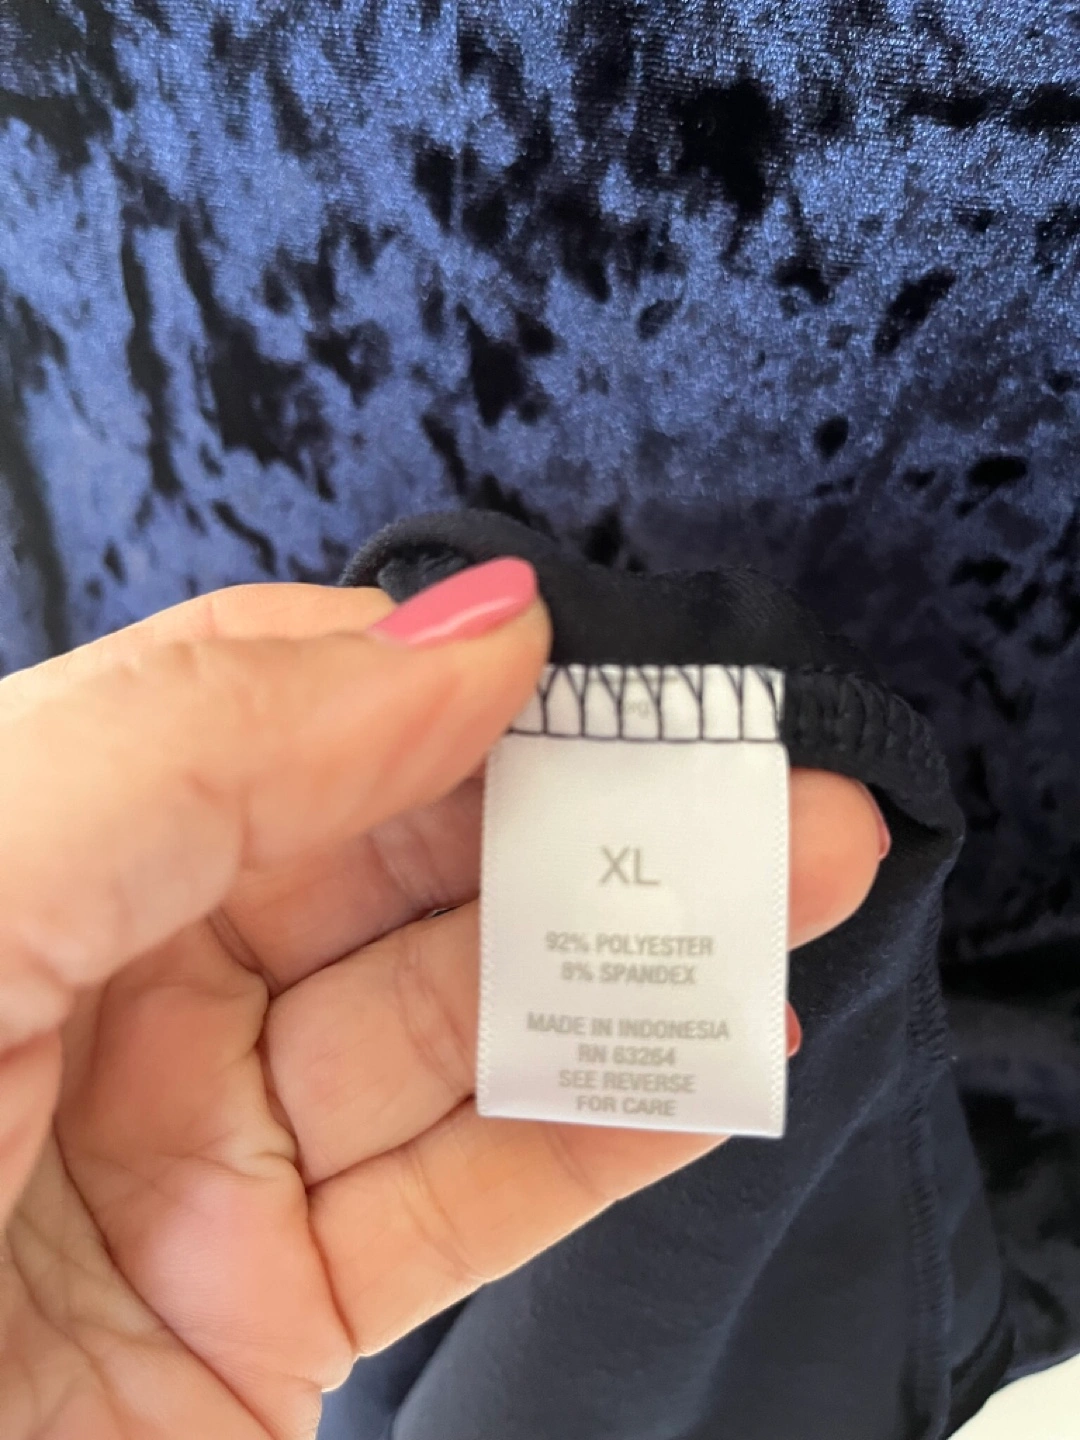 XL
92% POLYESTER
8% SPANDEX
MADE IN INDONESIA
RN 63264
SEE REVERSE
FOR CARE